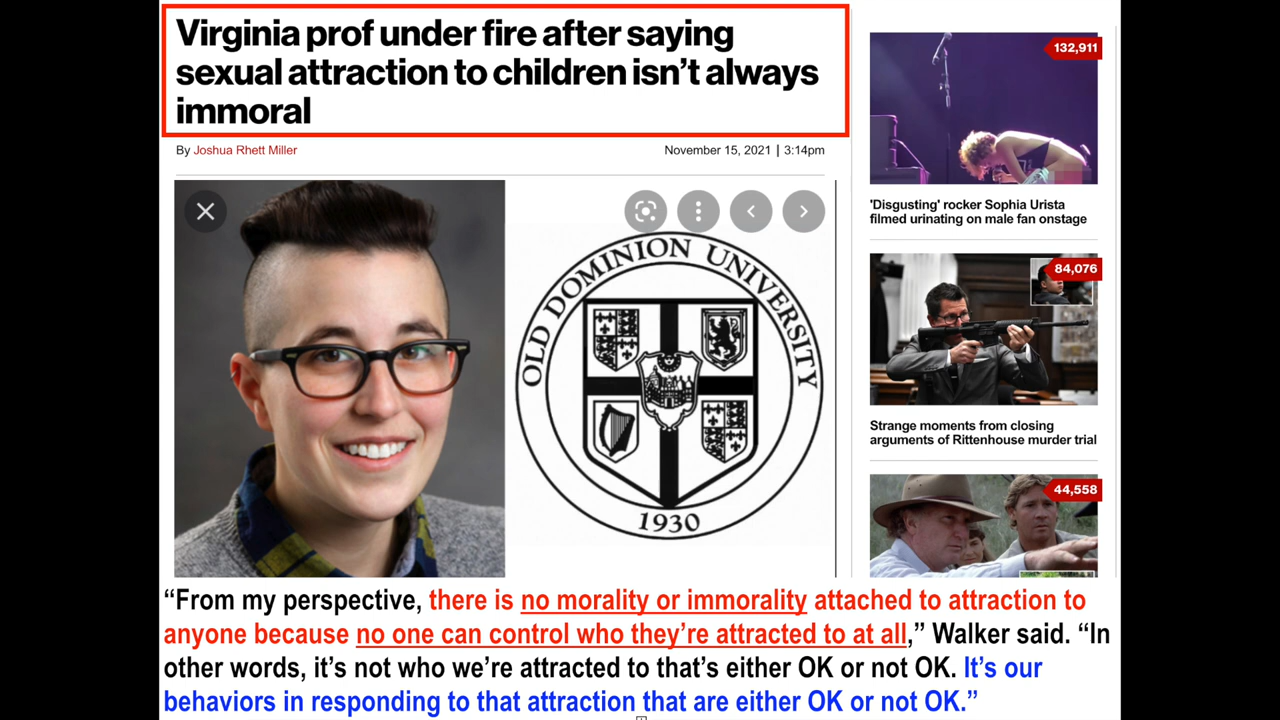 Virginia prof under fire after saying
sexual attraction to children isn't always
immoral
By Joshua Rhett Miller
November 15, 2021 | 3:14pm
OLD DOMINION UNIVERSITY
1930
132,911
'Disgusting' rocker Sophia Urista
filmed urinating on male fan onstage
84,076
Strange moments from closing
arguments of Rittenhouse murder trial
44,558
“From my perspective, there is no morality or immorality attached to attraction to
anyone because no one can control who they’re attracted to at all,” Walker said. “In
other words, it’s not who we’re attracted to that’s either OK or not OK. It’s our
behaviors in responding to that attraction that are either OK or not OK.”